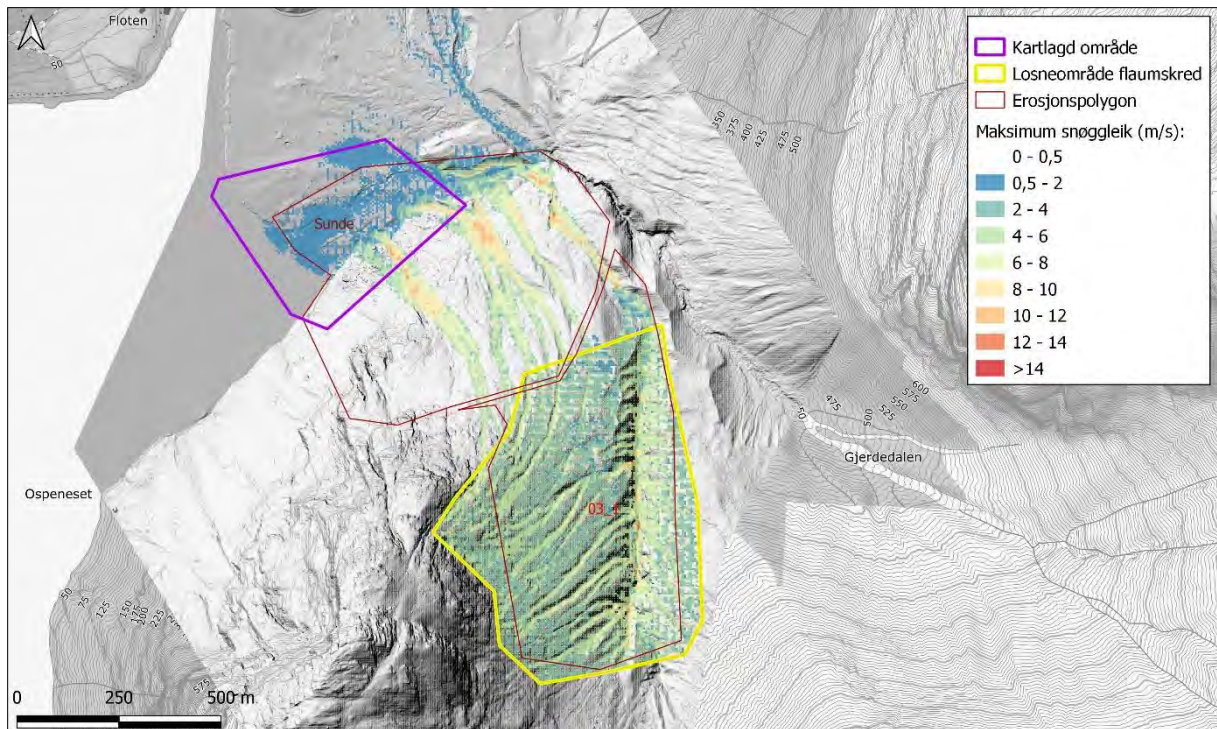 Floten
50
Kartlagd område
Losneområde flaumskred
Erosjonspolygon
Maksimum snøggleik (m/s):
0 - 0,5
0,5 - 2
2 - 4
4 - 6
6 - 8
8 - 10
10 - 12
12 - 14
>14
350
375
400
425
475
500
Sunde
600
575
550
525
500
475
50
Gjerdedalen
Ospeneset
03_
50
75
125
150
175
200
225
575
0
250
500 m